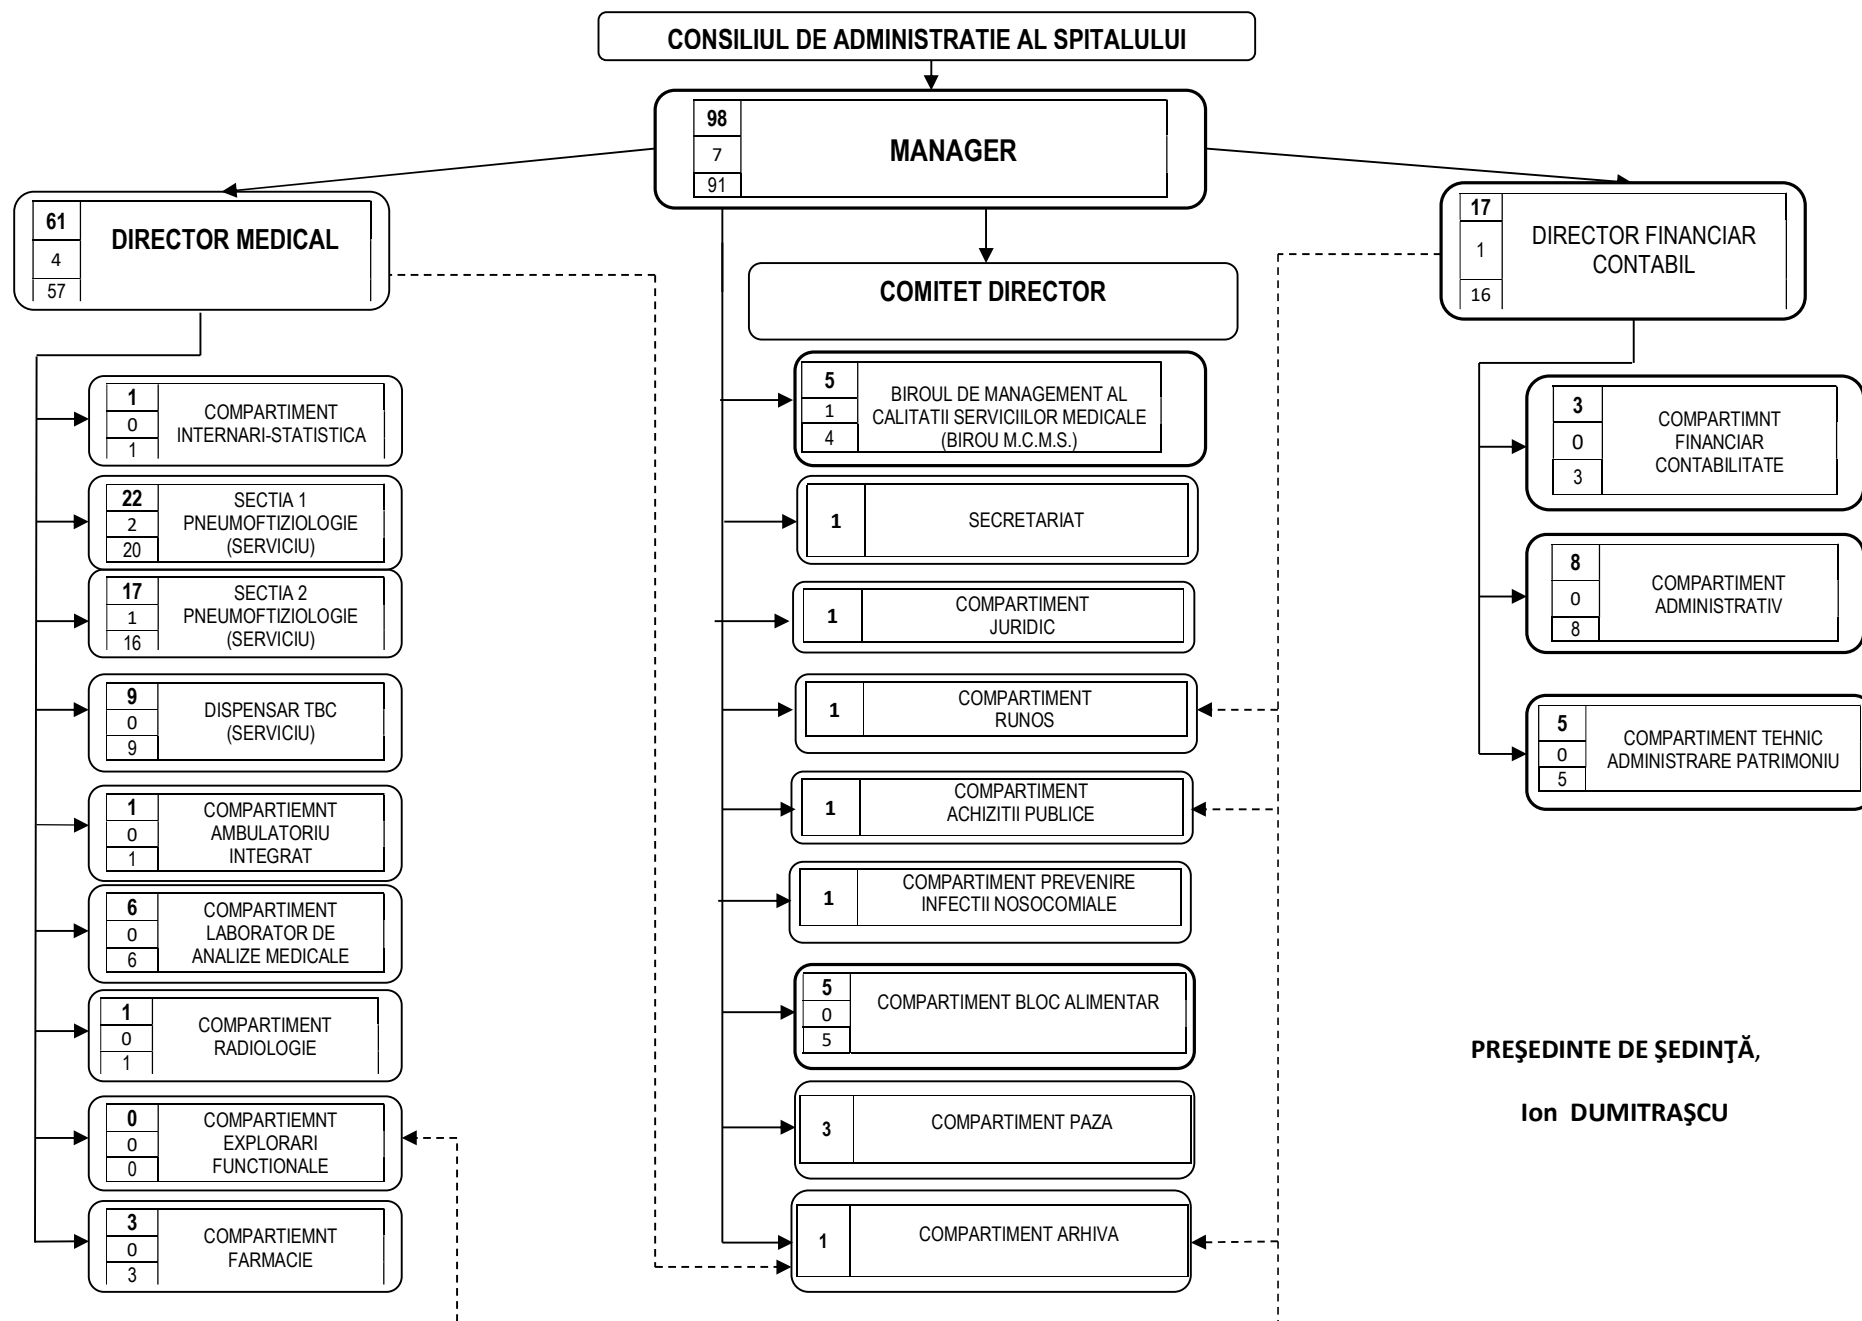 CONSILIUL DE ADMINISTRATIE AL SPITALULUI
98
7
91
MANAGER
61
4
57
DIRECTOR MEDICAL
17
1
16
DIRECTOR FINANCIAR
CONTABIL
COMITET DIRECTOR
1
0
1
COMPARTIMENT
INTERNARI-STATISTICA
22
2
20
SECTIA 1
PNEUMOFTIZIOLOGIE
(SERVICIU)
17
1
16
SECTIA 2
PNEUMOFTIZIOLOGIE
(SERVICIU)
9
0
9
DISPENSAR TBC
(SERVICIU)
1
0
1
COMPARTIEMNT
AMBULATORIU
INTEGRAT
6
0
6
COMPARTIMENT
LABORATOR DE
ANALIZE MEDICALE
1
0
1
COMPARTIMENT
RADIOLOGIE
0
0
0
COMPARTIEMNT
EXPLORARI
FUNCTIONALE
3
0
3
COMPARTIEMNT
FARMACIE
5
1
4
BIROUL DE MANAGEMENT AL
CALITATII SERVICIILOR MEDICALE
(BIROU M.C.M.S.)
1
SECRETARIAT
1
COMPARTIMENT
JURIDIC
1
COMPARTIMENT
RUNOS
1
COMPARTIMENT
ACHIZITII PUBLICE
1
COMPARTIMENT PREVENIRE
INFECTII NOSOCOMIALE
5
0
5
COMPARTIMENT BLOC ALIMENTAR
3
COMPARTIMENT PAZA
1
COMPARTIMENT ARHIVA
3
0
3
COMPARTIMNT
FINANCIAR
CONTABILITATE
8
0
8
COMPARTIMENT
ADMINISTRATIV
5
0
5
COMPARTIMENT TEHNIC
ADMINISTRARE PATRIMONIU
PREŞEDINTE DE ŞEDINŢĂ,
Ion DUMITRAŞCU